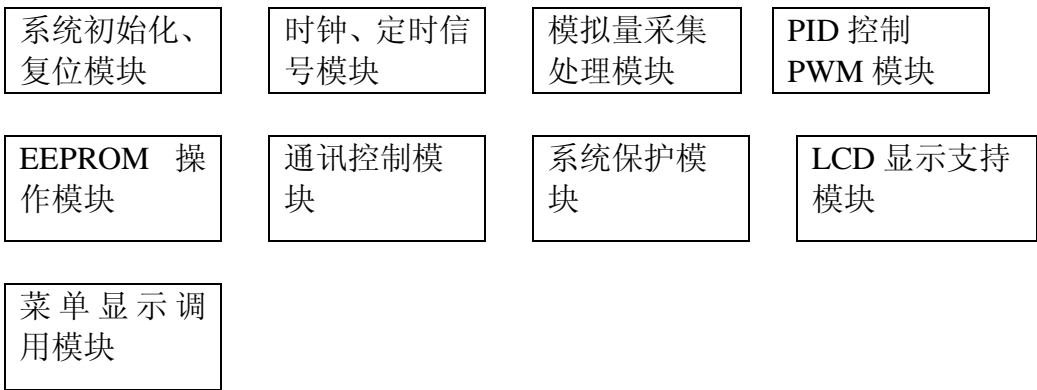 系统初始化、
复位模块
时钟、定时信
号模块
模拟量采集
处理模块
PID 控制
PWM 模块
EEPROM 操
作模块
通讯控制模
块
系统保护模
块
LCD 显示支持
模块
菜单显示调
用模块